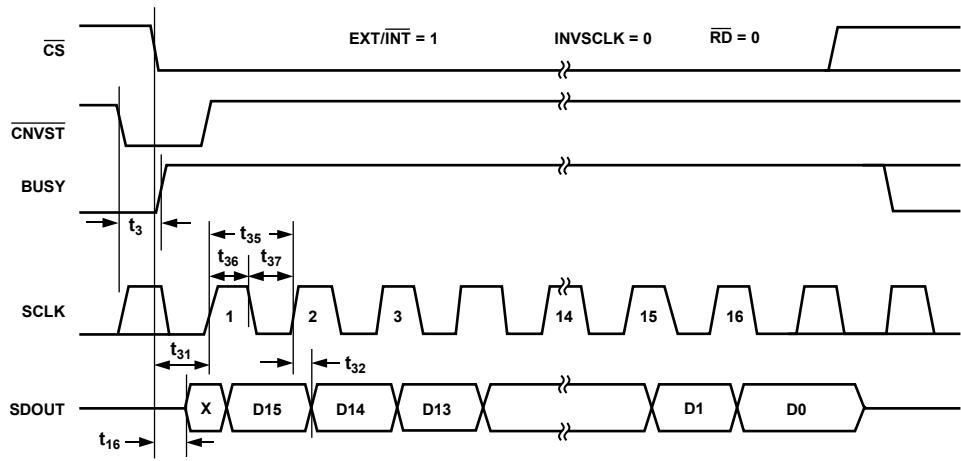 EXT/INT = 1 INVSCLK = 0 RD = 0
CS
CNVST
BUSY
t3
t35
t36 t37
SCLK 1 2 3 14 15 16
t31
t32
SDOUT X D15 D14 D13 D1 D0
t16